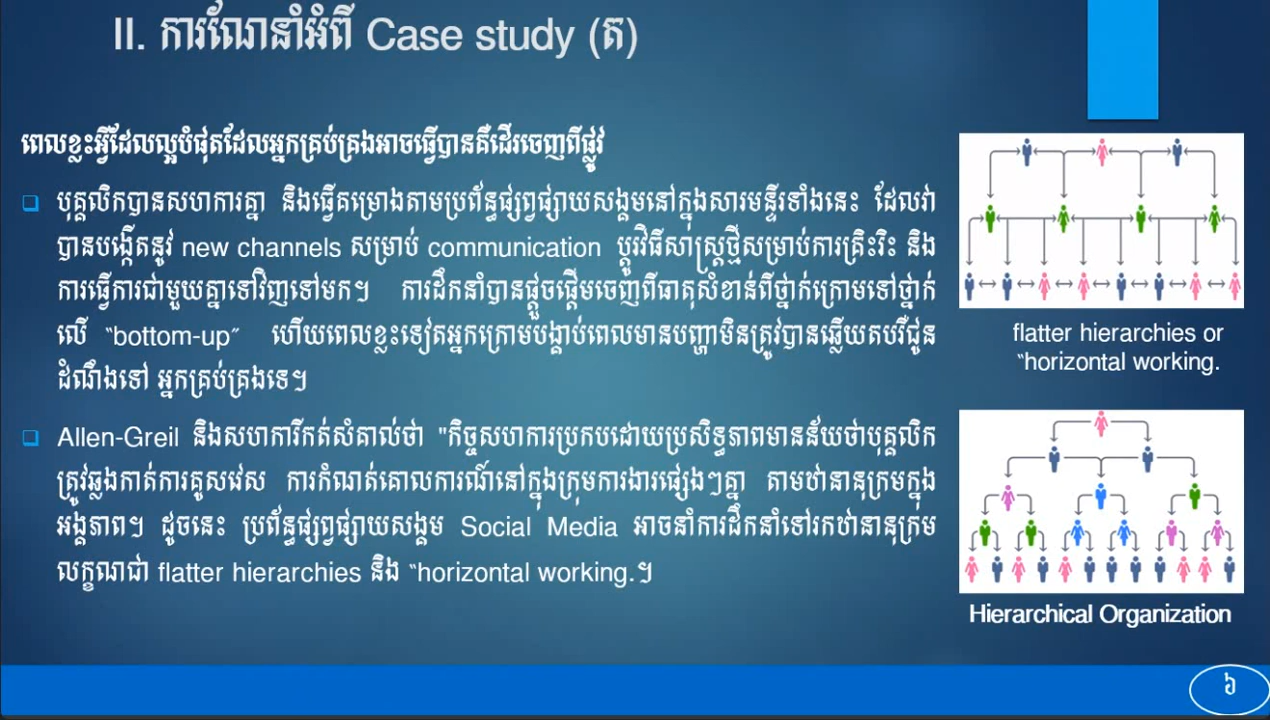 II. ការណែនាំអំពី Case study (ត)
ពេលខ្លះអ្វីដែលល្អបំផុតដែលអ្នកគ្រប់គ្រងអាចធ្វើបានគឺដើរចេញពីផ្លូវ
បុគ្គលិកបានសហការគ្នា និងធ្វើគម្រោងតាមប្រព័ន្ធផ្សព្វផ្សាយសង្គមនៅក្នុងសារមន្ទីរទាំងនេះ ដែលវា
បានបង្កើតនូវ new channels សម្រាប់ communication ប្តូរវិធីសាស្ត្រថ្មីសម្រាប់ការគ្រិះរិះ និង
ការធ្វើការជាមួយគ្នាទៅវិញទៅមក។ ការដឹកនាំបានផ្តួចផ្តើមចេញពីធាតុសំខាន់ពីថ្នាក់ក្រោមទៅថ្នាក់
លើ "bottom-up" ហើយពេលខ្លះទៀតអ្នកក្រោមបង្គាប់ពេលមានបញ្ហាមិនត្រូវបានឆ្លើយតបរឺជូន
ដំណឹងទៅ អ្នកគ្រប់គ្រងទេ។
Allen-Greil និងសហការីកត់សំគាល់ថា "កិច្ចសហការប្រកបដោយប្រសិទ្ធភាពមានន័យថាបុគ្គលិក
ត្រូវឆ្លងកាត់ការគូសវេស ការកំណត់គោលការណ៍នៅក្នុងក្រុមការងារផ្សេងៗគ្នា តាមឋានានុក្រមក្នុង
អង្គភាព។ ដូចនេះ ប្រព័ន្ធផ្សព្វផ្សាយសង្គម Social Media អាចនាំការដឹកនាំទៅរកឋានានុក្រម
លក្ខណជា flatter hierarchies និង "horizontal working.។
flatter hierarchies or
"horizontal working.
Hierarchical Organization
៦